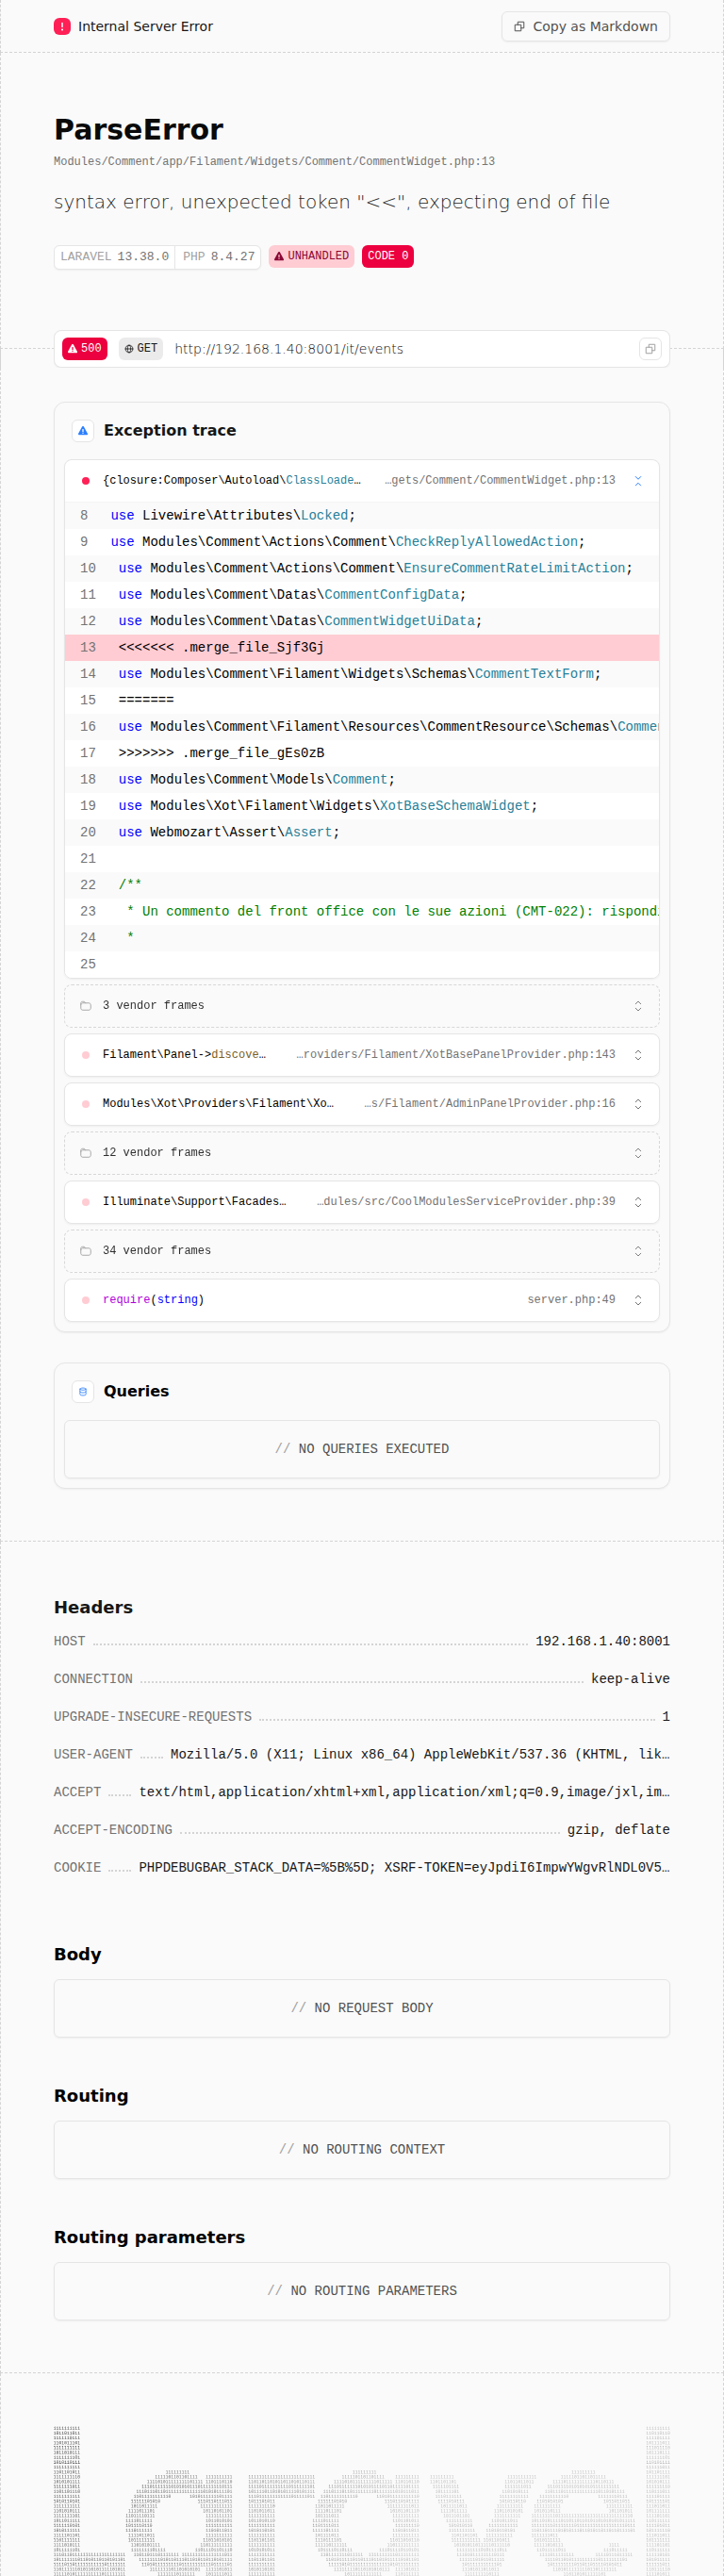 Internal Server Error
Copy as Markdown
ParseError
Modules/Comment/app/Filament/Widgets/Comment/CommentWidget.php:13
syntax error, unexpected token "<<", expecting end of file
LARAVEL 13.38.0 PHP 8.4.27 UNHANDLED CODE 0
500 GET http://192.168.1.40:8001/it/events
Exception trace
{closure:Composer\Autoload\ClassLoade… …gets/Comment/CommentWidget.php:13
8 use Livewire\Attributes\Locked;
9 use Modules\Comment\Actions\Comment\CheckReplyAllowedAction;
10 use Modules\Comment\Actions\Comment\EnsureCommentRateLimitAction;
11 use Modules\Comment\Datas\CommentConfigData;
12 use Modules\Comment\Datas\CommentWidgetUiData;
13 <<<<<<< .merge_file_Sjf3Gj
14 use Modules\Comment\Filament\Widgets\Schemas\CommentTextForm;
15 =======
16 use Modules\Comment\Filament\Resources\CommentResource\Schemas\Commen
17 >>>>>>> .merge_file_gEs0zB
18 use Modules\Comment\Models\Comment;
19 use Modules\Xot\Filament\Widgets\XotBaseSchemaWidget;
20 use Webmozart\Assert\Assert;
21
22 /**
23 * Un commento del front office con le sue azioni (CMT-022): rispondi
24 *
25
3 vendor frames
Filament\Panel->discove… …roviders/Filament/XotBasePanelProvider.php:143
Modules\Xot\Providers\Filament\Xo… …s/Filament/AdminPanelProvider.php:16
12 vendor frames
Illuminate\Support\Facades… …dules/src/CoolModulesServiceProvider.php:39
34 vendor frames
require(string) server.php:49
Queries
// NO QUERIES EXECUTED
Headers
HOST 192.168.1.40:8001
CONNECTION keep-alive
UPGRADE-INSECURE-REQUESTS 1
USER-AGENT Mozilla/5.0 (X11; Linux x86_64) AppleWebKit/537.36 (KHTML, lik…
ACCEPT text/html,application/xhtml+xml,application/xml;q=0.9,image/jxl,im…
ACCEPT-ENCODING gzip, deflate
COOKIE PHPDEBUGBAR_STACK_DATA=%5B%5D; XSRF-TOKEN=eyJpdiI6ImpwYWgvRlNDL0V5…
Body
// NO REQUEST BODY
Routing
// NO ROUTING CONTEXT
Routing parameters
// NO ROUTING PARAMETERS